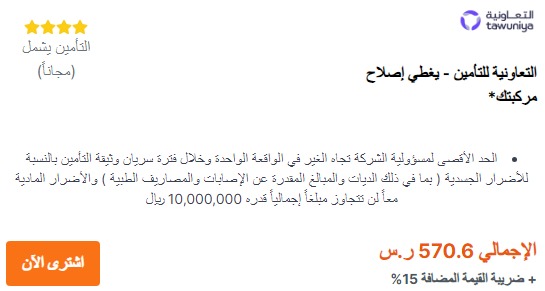 التعاونية
tawuniya
التأمين يشمل
(مجاناً)
التعاونية للتأمين - يغطي إصلاح
مركبتك*
الحد الأقصى لمسؤولية الشركة تجاه الغير في الواقعة الواحدة وخلال فترة سريان وثيقة التأمين بالنسبة
للأضرار الجسدية ( بما في ذلك الديات والمبالغ المقدرة عن الإصابات والمصاريف الطبية ) والأضرار المادية
معاً لن تتجاوز مبلغاً إجمالياً قدره 10,000,000 ريال
الإجمالي 570.6 ر.س
+ ضريبة القيمة المضافة 15%
اشترى الأن